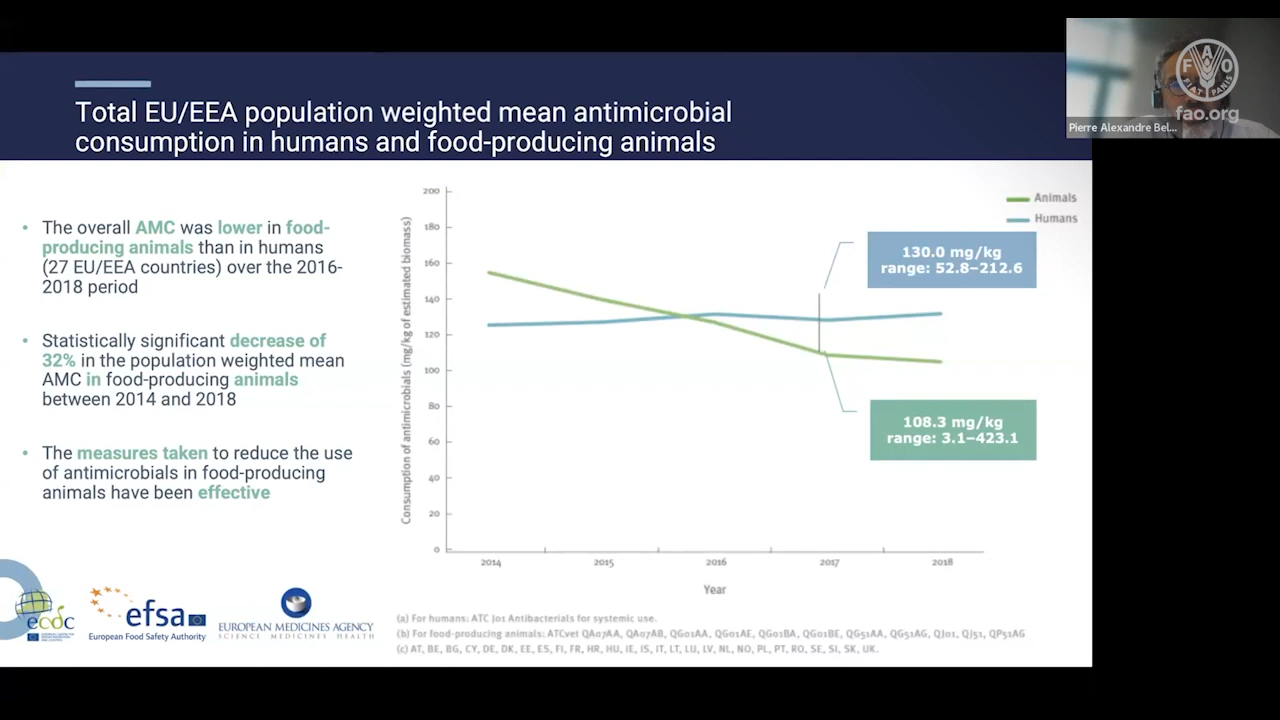 Total EU/EEA population weighted mean antimicrobial
consumption in humans and food-producing animals
• The overall AMC was lower in food-
producing animals than in humans
(27 EU/EEA countries) over the 2016-
2018 period
• Statistically significant decrease of
32% in the population weighted mean
AMC in food-producing animals
between 2014 and 2018
• The measures taken to reduce the use
of antimicrobials in food-producing
animals have been effective
ecdc
efsa
European Food Safety Authority
EUROPEAN MEDICINES AGENCY
SCIENCE MEDICINES HEALTH
Consumption of antimicrobials (mg/kg of estimated biomass)
200
180
160
140
120
100
80
60
40
20
0
2014
2015
2016
2017
2018
Year
Animals
Humans
130.0 mg/kg
range: 52.8–212.6
108.3 mg/kg
range: 3.1–423.1
(a) For humans: ATC J01 Antibacterials for systemic use.
(b) For food-producing animals: ATCvet QA07AA, QA07AB, QG01AA, QG01AE, QG01BA, QG01BE, QG51AA, QG51AG, QJ01, QJ51, QP51AG
(c) AT, BE, BG, CY, DE, DK, EE, ES, FI, FR, HR, HU, IE, IS, IT, LT, LU, LV, NL, NO, PL, PT, RO, SE, SI, SK, UK.
FAO
FIAT PANIS
fao.org
Pierre Alexandre Bel...